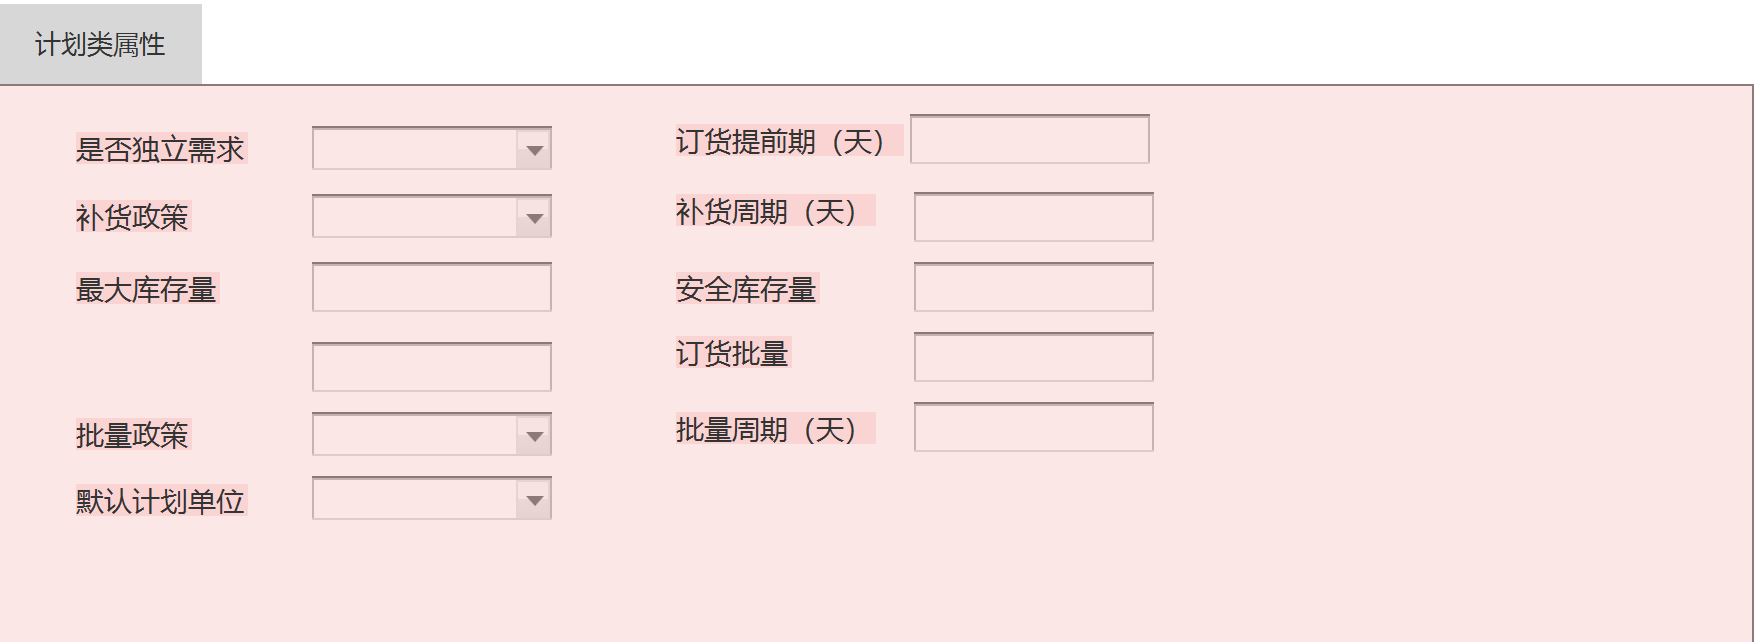 计划类属性
是否独立需求
订货提前期（天）
补货政策
补货周期（天）
最大库存量
安全库存量
订货批量
批量政策
批量周期（天）
默认计划单位